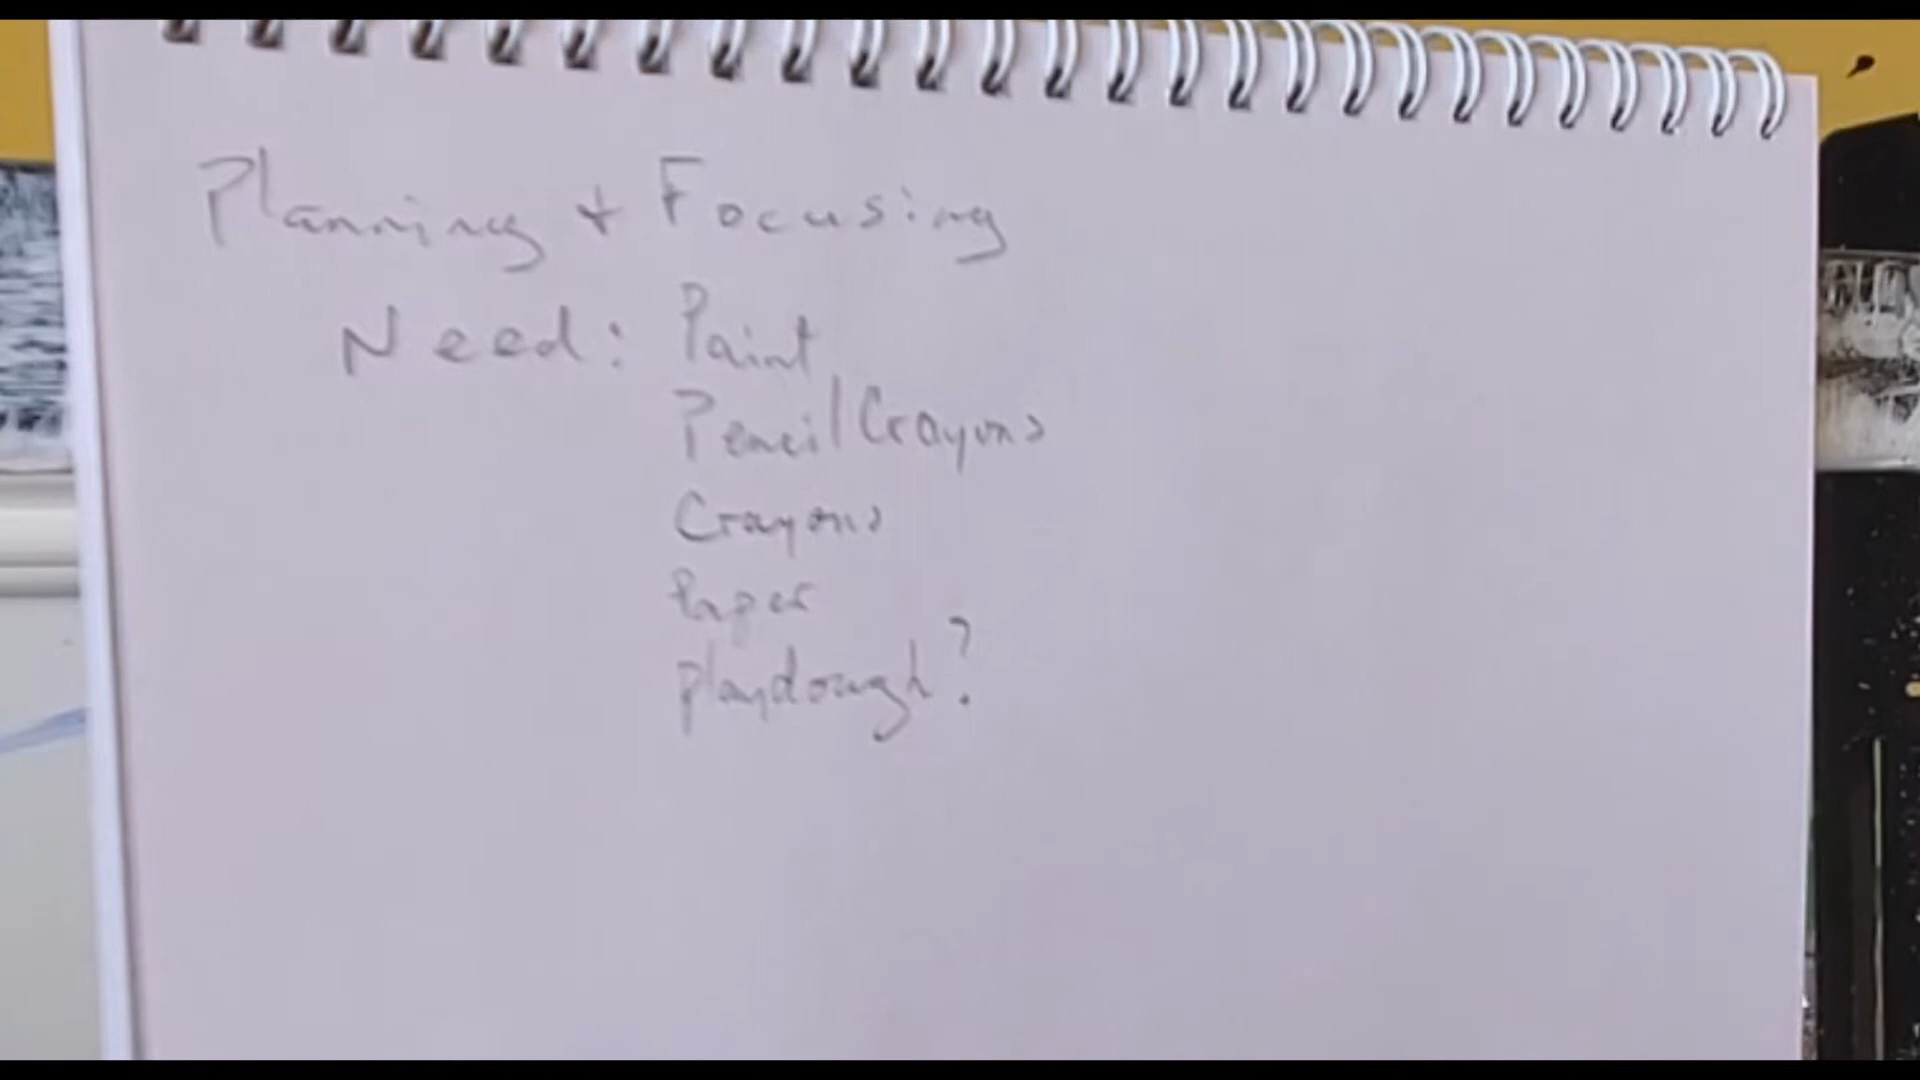 Planning + Focusing
Need: Paint
Pencil Crayons
Crayons
Paper
Playdough?